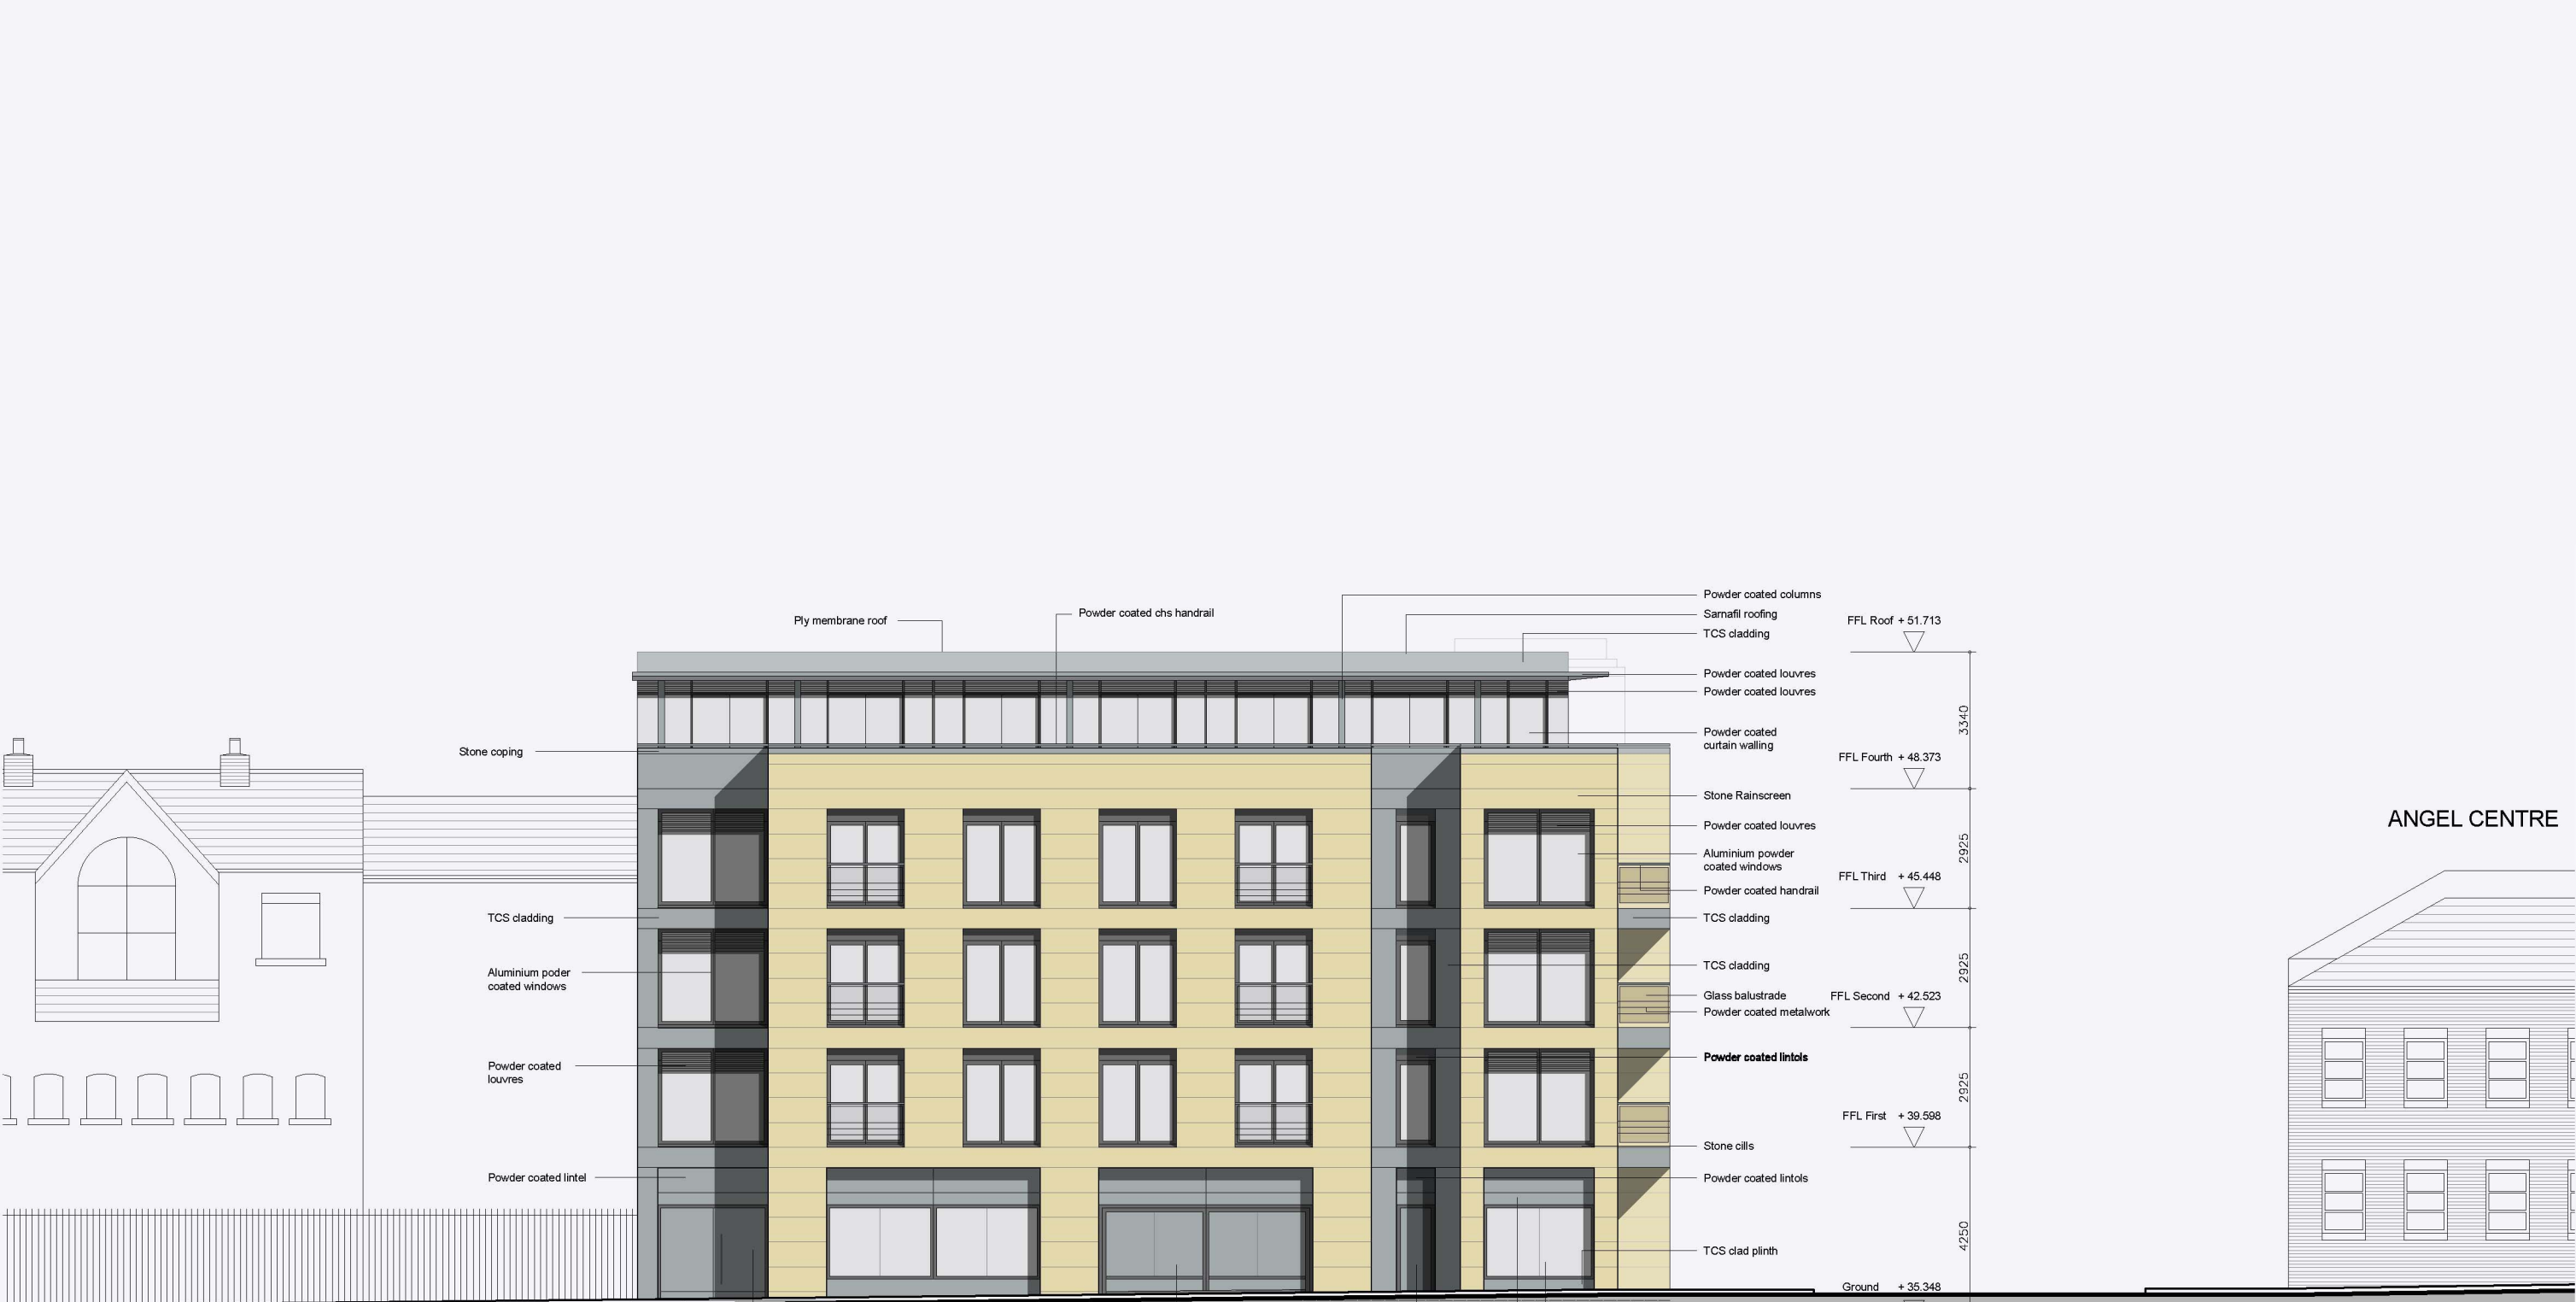 Powder coated columns
Powder coated chs handrail
Sarnafil roofing
Ply membrane roof
FFL Roof + 51.713
TCS cladding
Powder coated louvres
Powder coated louvres
3340
Powder coated
curtain walling
Stone coping
FFL Fourth + 48.373
Stone Rainscreen
ANGEL CENTRE
Powder coated louvres
2925
Aluminium powder
coated windows
FFL Third + 45.448
Powder coated handrail
TCS cladding
TCS cladding
TCS cladding
2925
Aluminium poder
coated windows
Glass balustrade
FFL Second + 42.523
Powder coated metalwork
Powder coated lintols
Powder coated
louvres
2925
FFL First + 39.598
Stone cills
Powder coated lintel
Powder coated lintols
4250
TCS clad plinth
Ground + 35.348